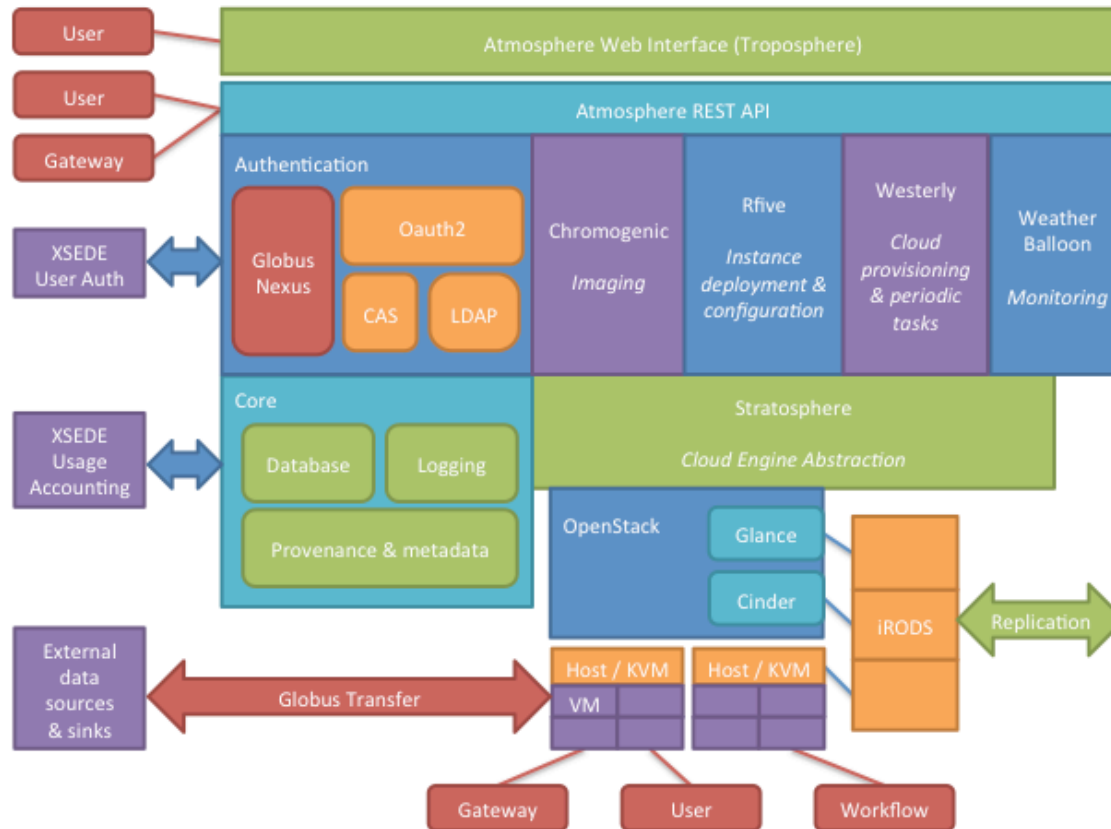 User
Atmosphere Web Interface (Troposphere)
User
Atmosphere REST API
Gateway
Authentication
Globus
Nexus
Oauth2
CAS
LDAP
Chromogenic
Imaging
Rfive
Instance
deployment &
configuration
Westerly
Cloud
provisioning
& periodic
tasks
Weather
Balloon
Monitoring
XSEDE
User Auth
XSEDE
Usage
Accounting
Core
Database
Logging
Provenance & metadata
Stratosphere
Cloud Engine Abstraction
OpenStack
Glance
Cinder
iRODS
Replication
External
data
sources
& sinks
Globus Transfer
Host / KVM
VM
Host / KVM
Gateway
User
Workflow